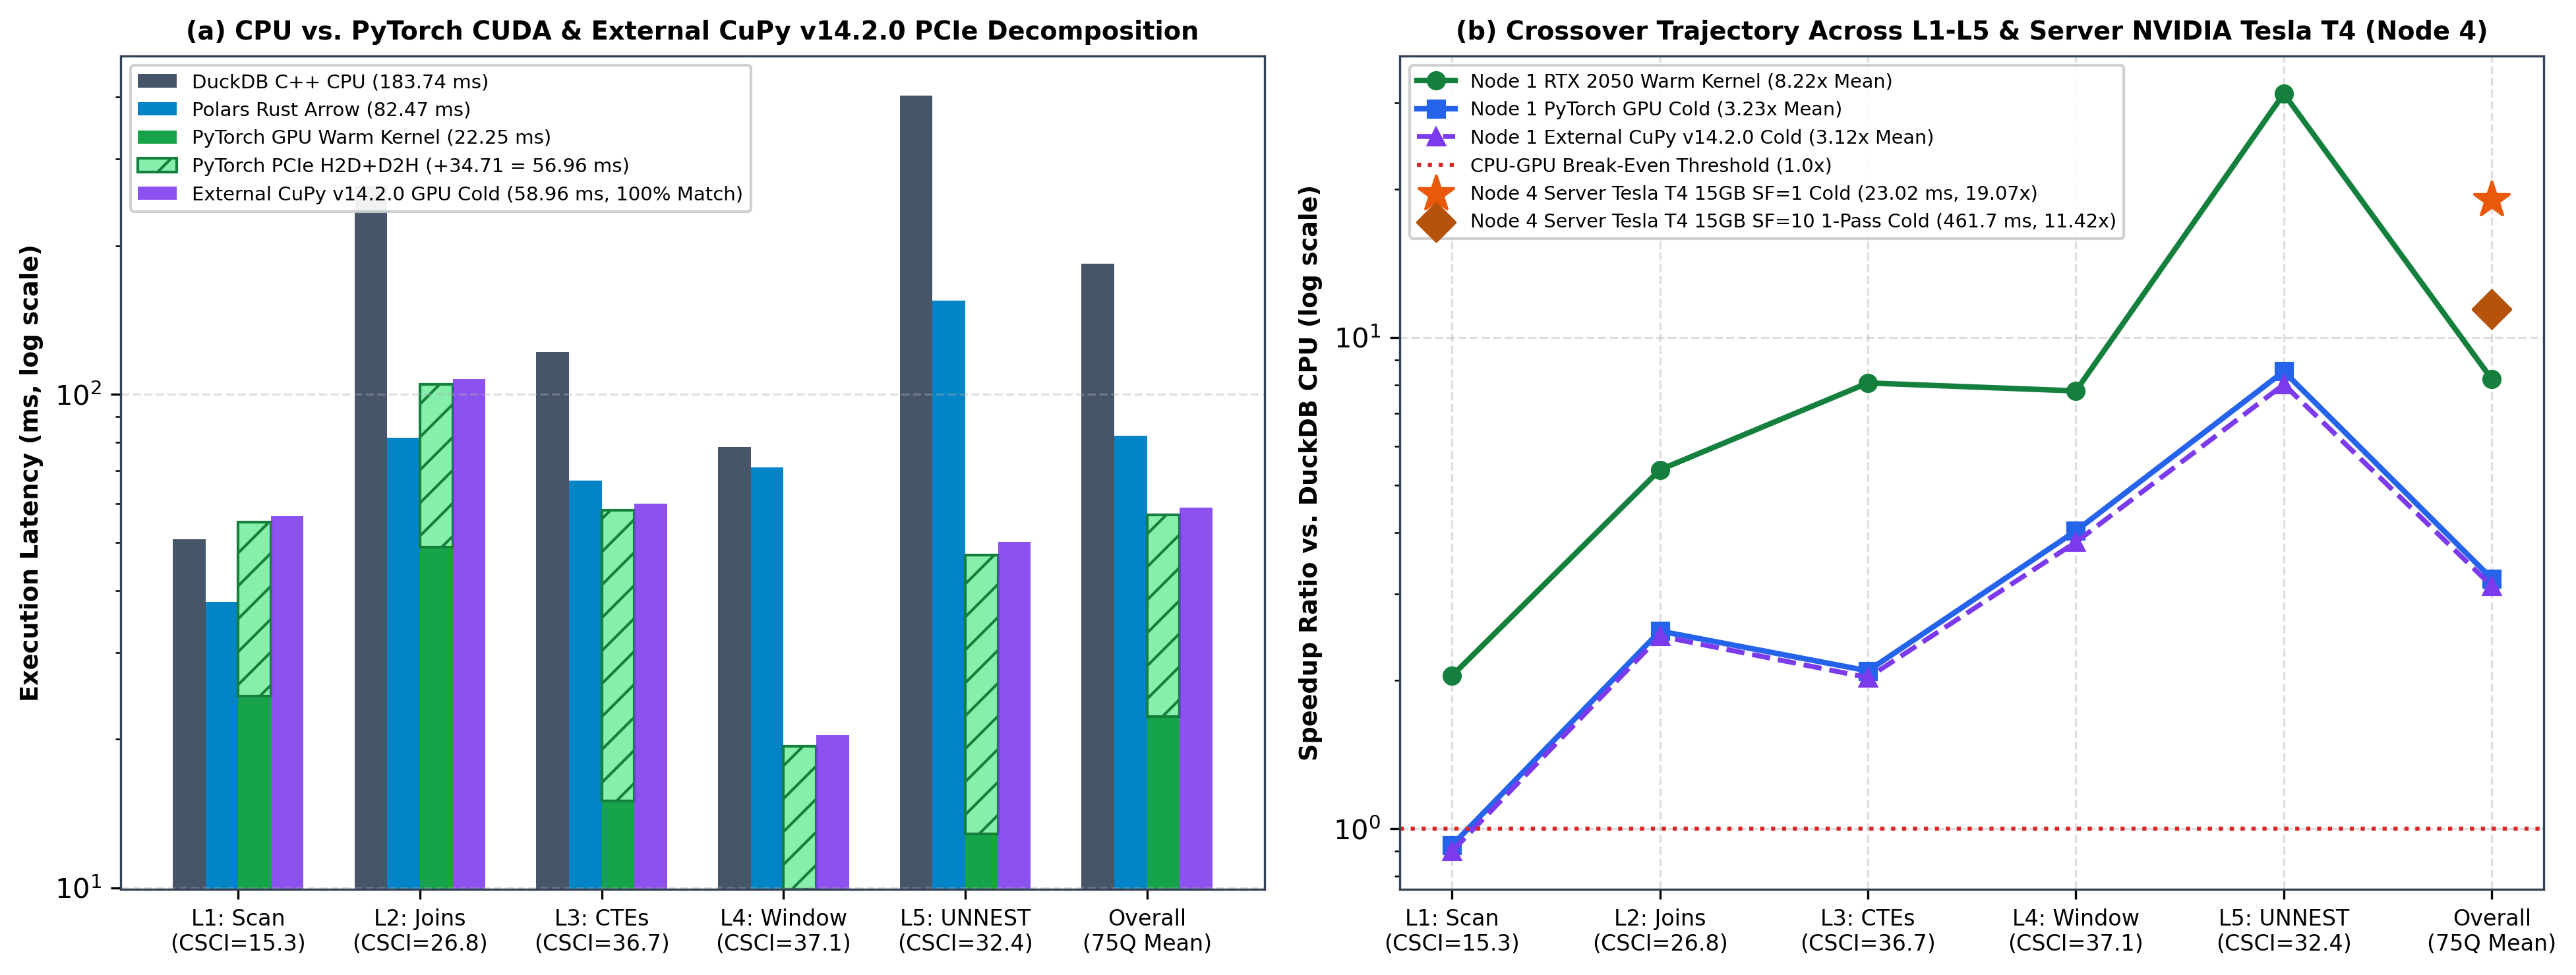 (a) CPU vs. PyTorch CUDA & External CuPy v14.2.0 PCIe Decomposition
DuckDB C++ CPU (183.74 ms)
Polars Rust Arrow (82.47 ms)
PyTorch GPU Warm Kernel (22.25 ms)
PyTorch PCIe H2D+D2H (+34.71 = 56.96 ms)
External CuPy v14.2.0 GPU Cold (58.96 ms, 100% Match)
Execution Latency (ms, log scale)
10²
10¹
L1: Scan
(CSCI=15.3)
L2: Joins
(CSCI=26.8)
L3: CTEs
(CSCI=36.7)
L4: Window
(CSCI=37.1)
L5: UNNEST
(CSCI=32.4)
Overall
(75Q Mean)
(b) Crossover Trajectory Across L1-L5 & Server NVIDIA Tesla T4 (Node 4)
Node 1 RTX 2050 Warm Kernel (8.22x Mean)
Node 1 PyTorch GPU Cold (3.23x Mean)
Node 1 External CuPy v14.2.0 Cold (3.12x Mean)
CPU-GPU Break-Even Threshold (1.0x)
Node 4 Server Tesla T4 15GB SF=1 Cold (23.02 ms, 19.07x)
Node 4 Server Tesla T4 15GB SF=10 1-Pass Cold (461.7 ms, 11.42x)
Speedup Ratio vs. DuckDB CPU (log scale)
10¹
10⁰
L1: Scan
(CSCI=15.3)
L2: Joins
(CSCI=26.8)
L3: CTEs
(CSCI=36.7)
L4: Window
(CSCI=37.1)
L5: UNNEST
(CSCI=32.4)
Overall
(75Q Mean)